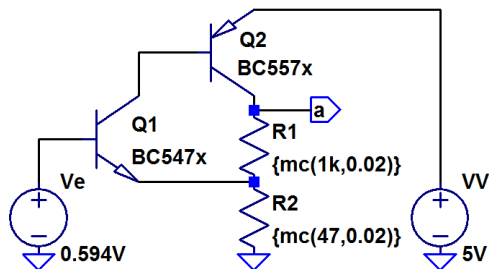 Q2
BC557x
a
Q1
R1
BC547x
{mc(1k,0.02)}
Ve
R2
VV
{mc(47,0.02)}
0.594V
5V